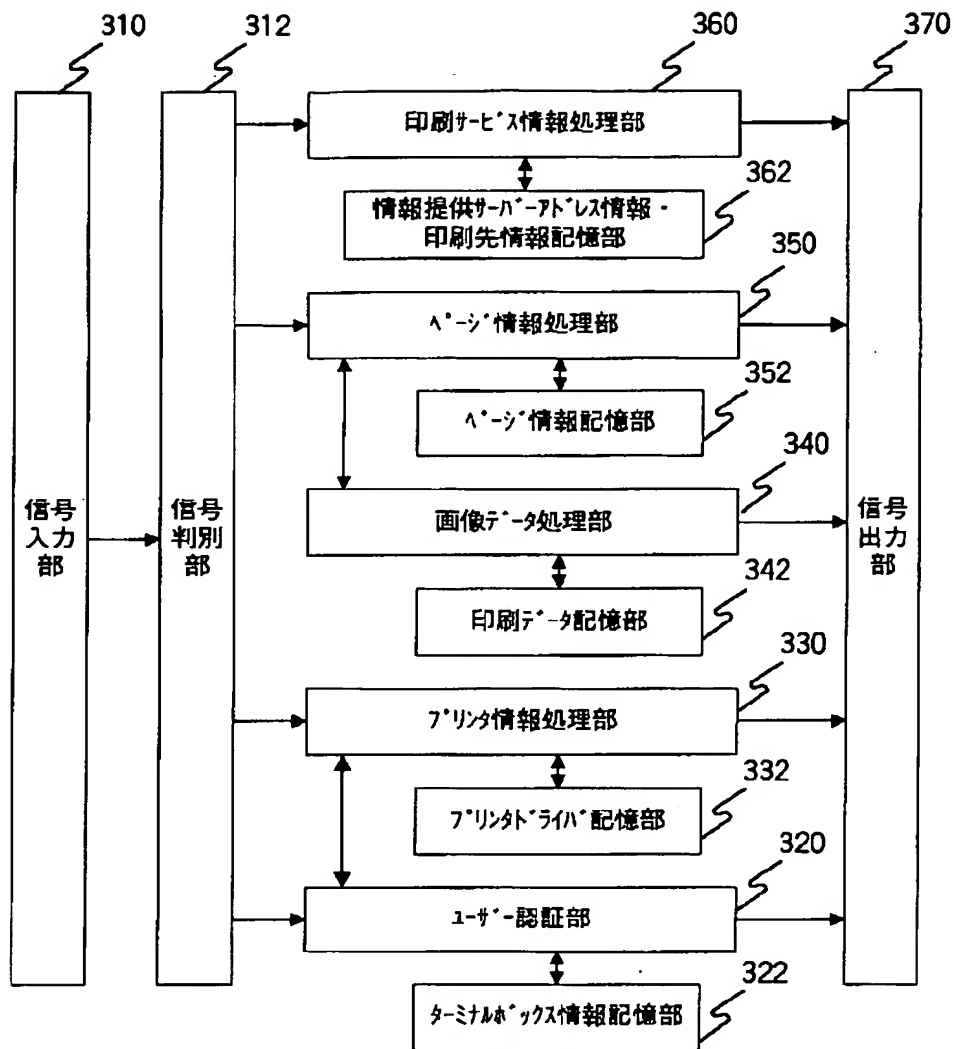 310
312
360
370
印刷サービス情報処理部
362
情報提供サーバーアドレス情報・
印刷先情報記憶部
350
ページ情報処理部
352
ページ情報記憶部
340
信号
入力
部
信号
判別
部
画像データ処理部
信号
出力
部
342
印刷データ記憶部
330
プリンタ情報処理部
332
プリンタドライバ記憶部
320
ユーザー認証部
322
ターミナルボックス情報記憶部